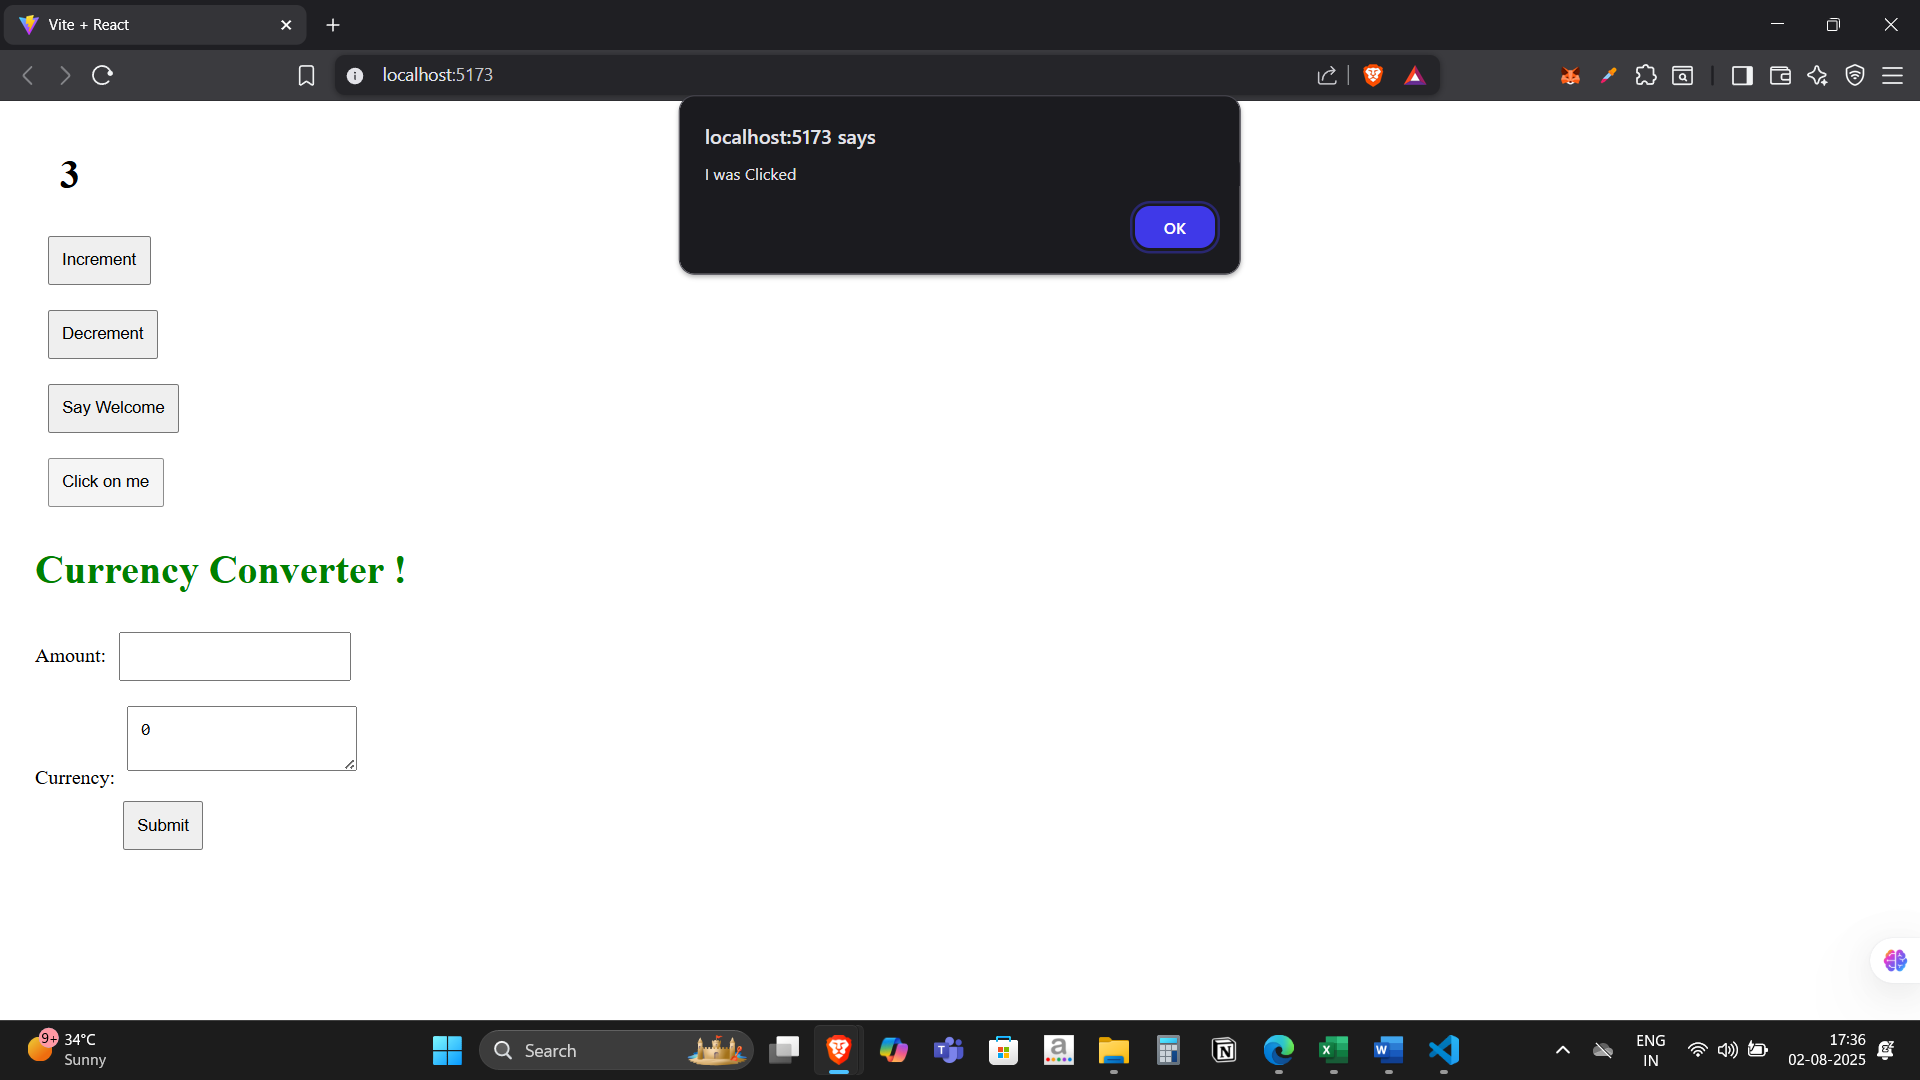 Vite + React
localhost:5173
localhost:5173 says
I was Clicked
OK
3
Increment
Decrement
Say Welcome
Click on me
Currency Converter !
Amount:
0
Currency:
Submit
9+
34°C
Sunny
Search
ENG
IN
17:36
02-08-2025